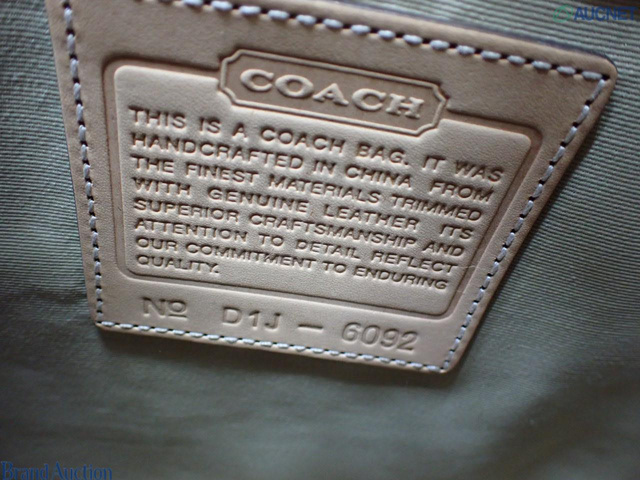 AUCNET
COACH
THIS IS A COACH BAG. IT WAS
HANDCRAFTED IN CHINA FROM
THE FINEST MATERIALS TRIMMED
WITH GENUINE LEATHER ITS
SUPERIOR CRAFTSMANSHIP AND
ATTENTION TO DETAIL REFLECT
OUR COMMITMENT TO ENDURING
QUALITY.
Nº D1J - 6092
Brand Auction